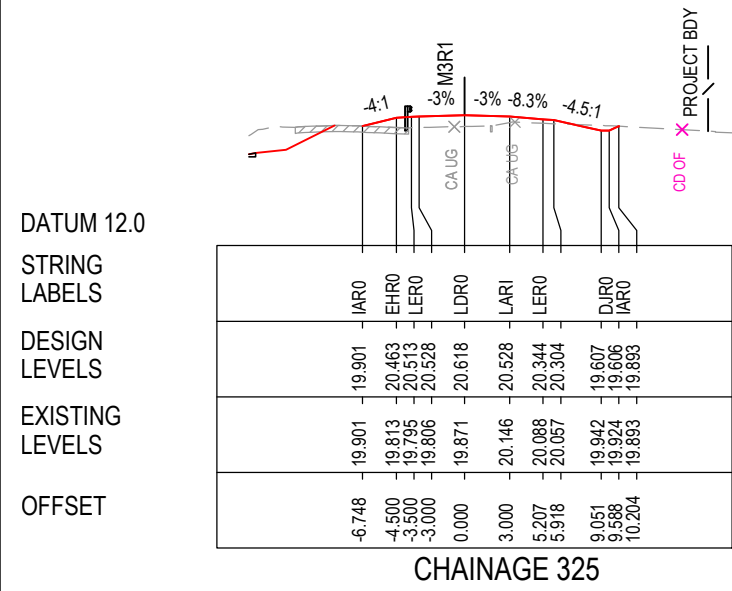 M3R1
PROJECT BDY
-4:1 -3% -3% -8.3% -4.5:1
CA UG CA UG CD OF
DATUM 12.0
STRING
LABELS
IAR0 EHR0 LER0 LDR0 LARI LER0 DJR0 IAR0
DESIGN
LEVELS
19.901 20.463 20.513 20.528 20.618 20.528 20.344 20.304 19.607 19.606 19.893
EXISTING
LEVELS
19.901 19.813 19.795 19.806 19.871 20.146 20.088 20.057 19.942 19.924 19.893
OFFSET
-6.748 -4.500 -3.500 -3.000 0.000 3.000 5.207 5.918 9.051 9.588 10.204
CHAINAGE 325